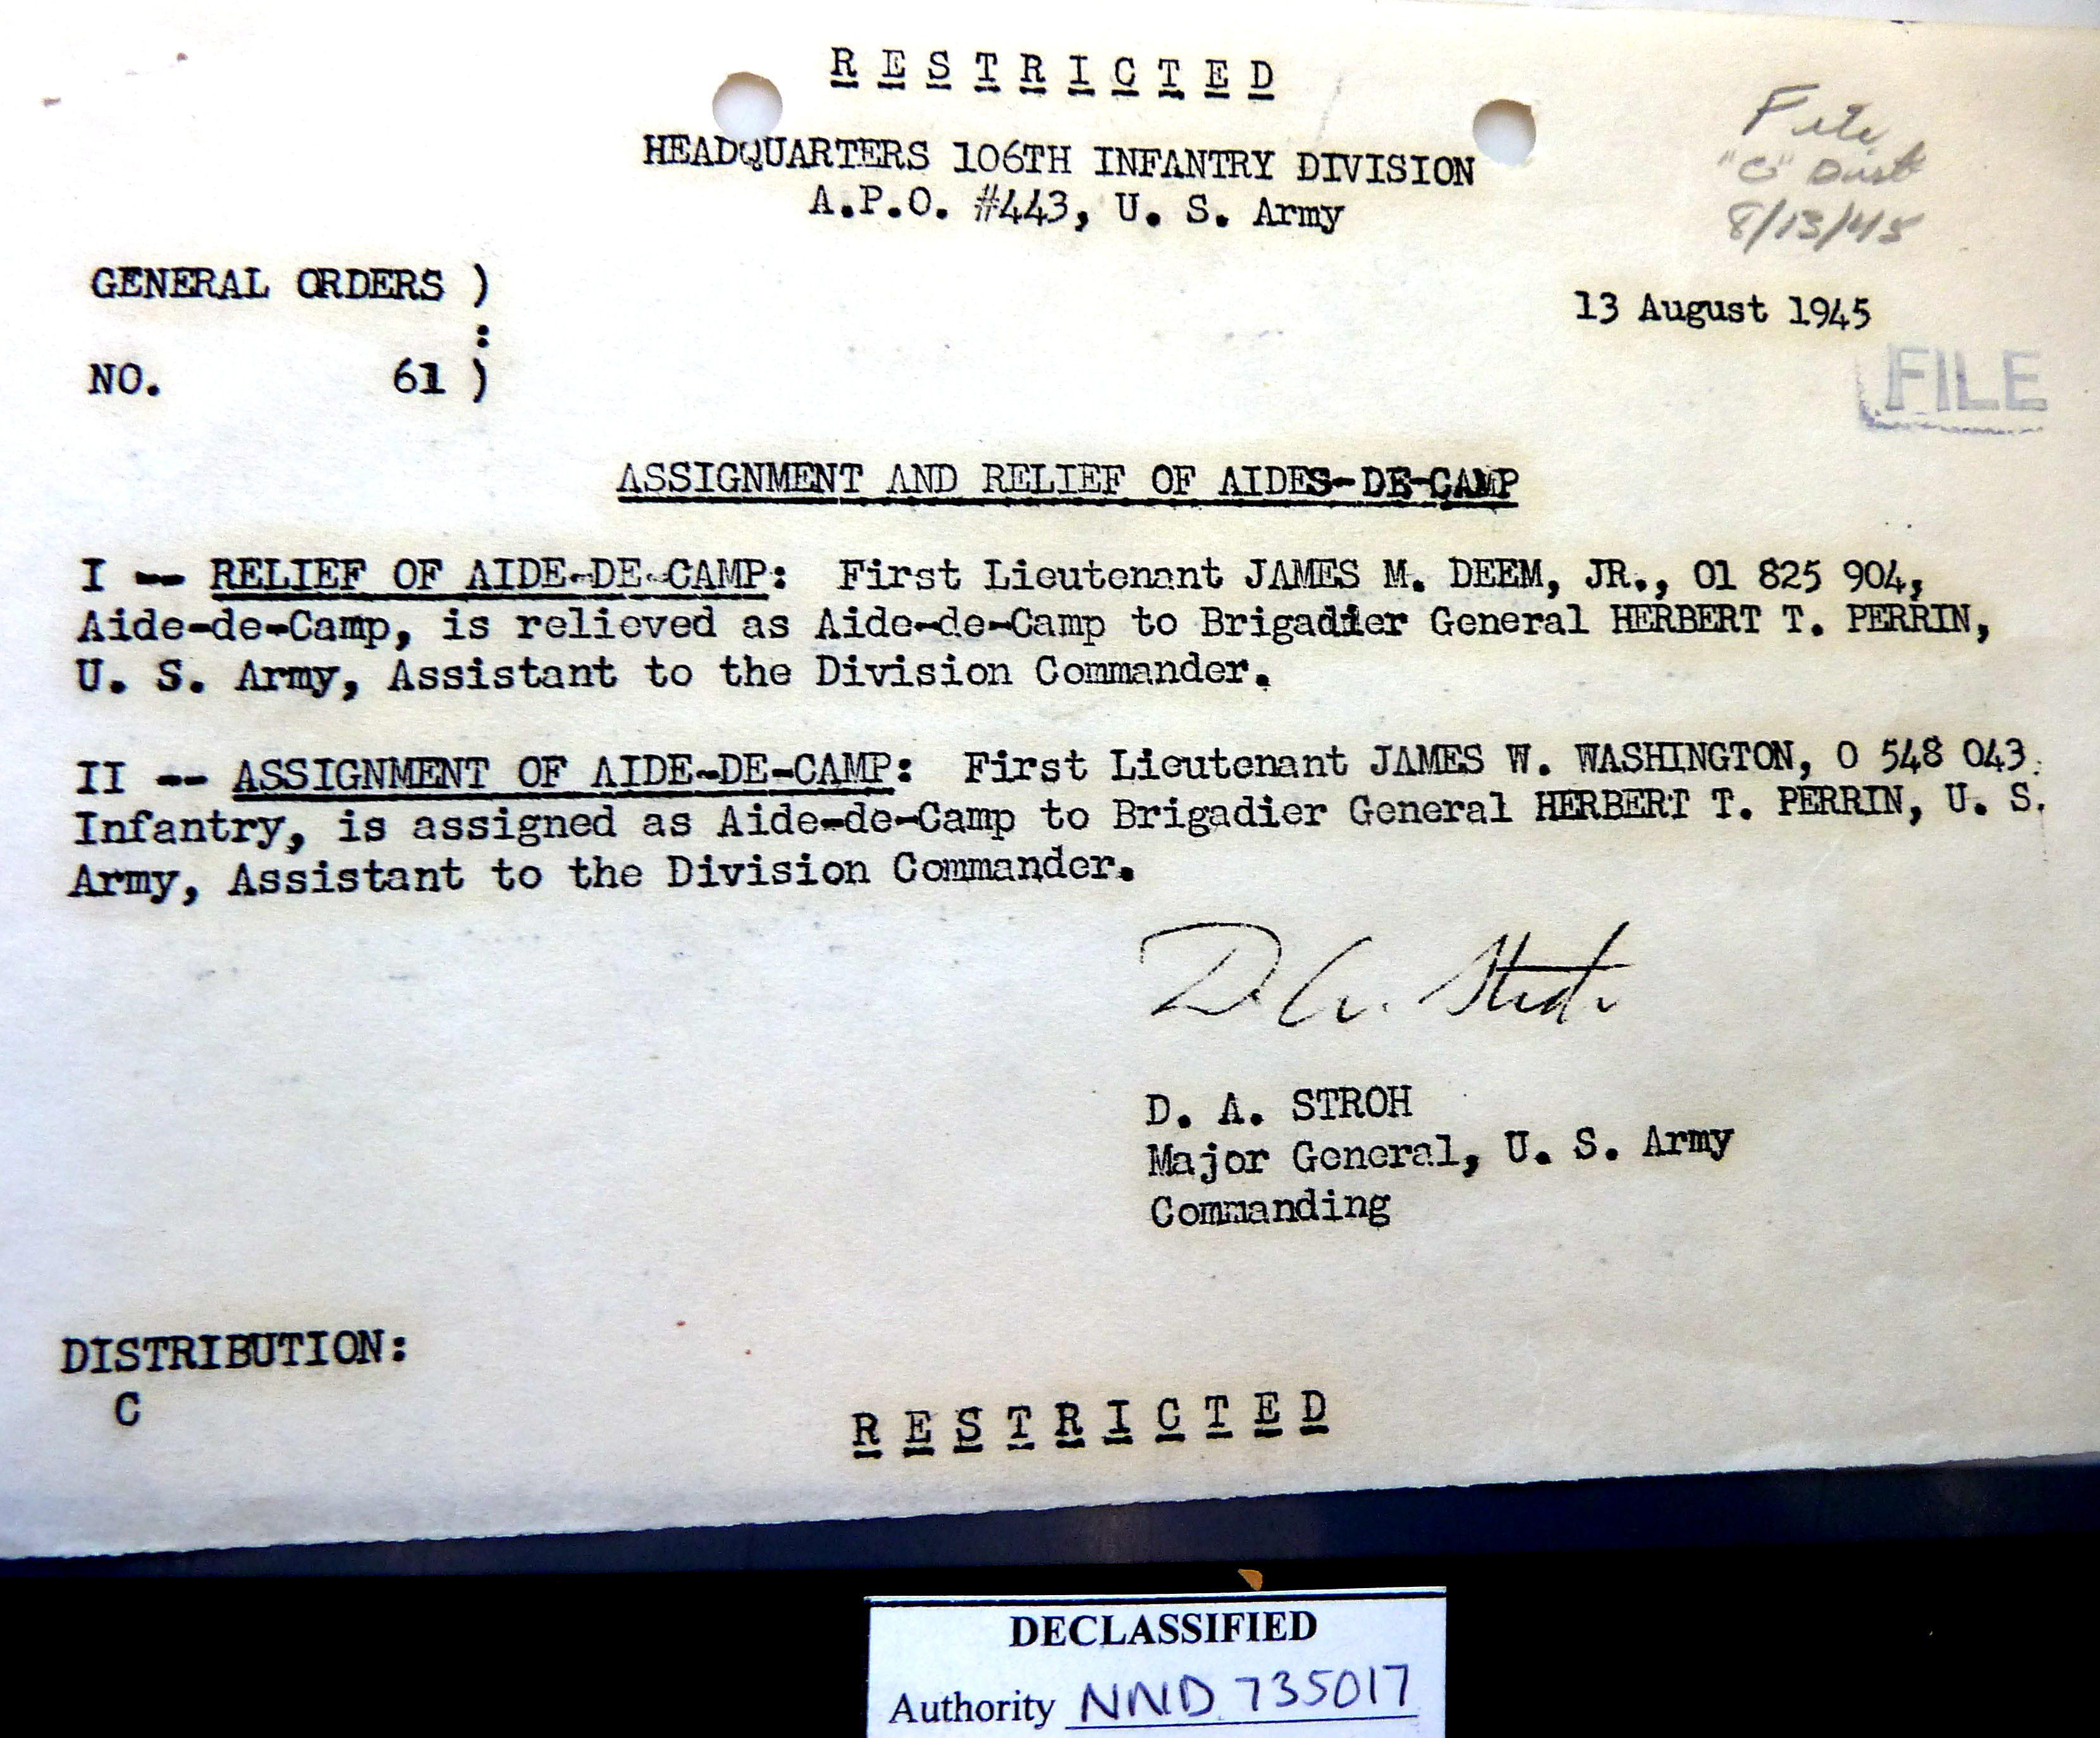 R E S T R I C T E D
HEADQUARTERS 106TH INFANTRY DIVISION
A.P.O. #443, U. S. Army
File
"C" Dist
8/13/45
GENERAL ORDERS )
:
NO. 61 )
13 August 1945
FILE
ASSIGNMENT AND RELIEF OF AIDES-DE-CAMP
I -- RELIEF OF AIDE-DE-CAMP: First Lieutenant JAMES M. DEEM, JR., 01 825 904,
Aide-de-Camp, is relieved as Aide-de-Camp to Brigadier General HERBERT T. PERRIN,
U. S. Army, Assistant to the Division Commander.
II -- ASSIGNMENT OF AIDE-DE-CAMP: First Lieutenant JAMES W. WASHINGTON, O 548 043,
Infantry, is assigned as Aide-de-Camp to Brigadier General HERBERT T. PERRIN, U. S.
Army, Assistant to the Division Commander.
D A. Stroh
D. A. STROH
Major General, U. S. Army
Commanding
DISTRIBUTION:
C
R E S T R I C T E D
DECLASSIFIED
Authority NND 735017